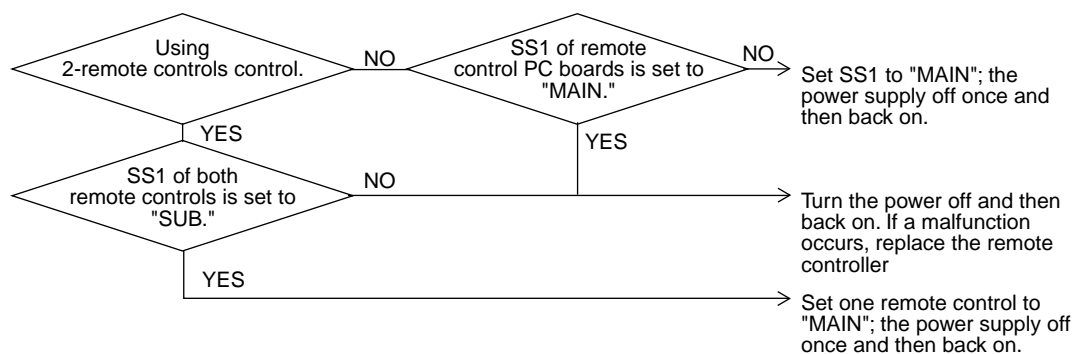 Using
2-remote controls control.
NO
SS1 of remote
control PC boards is set to
"MAIN."
NO
Set SS1 to "MAIN"; the
power supply off once and
then back on.
YES
YES
SS1 of both
remote controls is set to
"SUB."
NO
Turn the power off and then
back on. If a malfunction
occurs, replace the remote
controller
YES
Set one remote control to
"MAIN"; the power supply off
once and then back on.